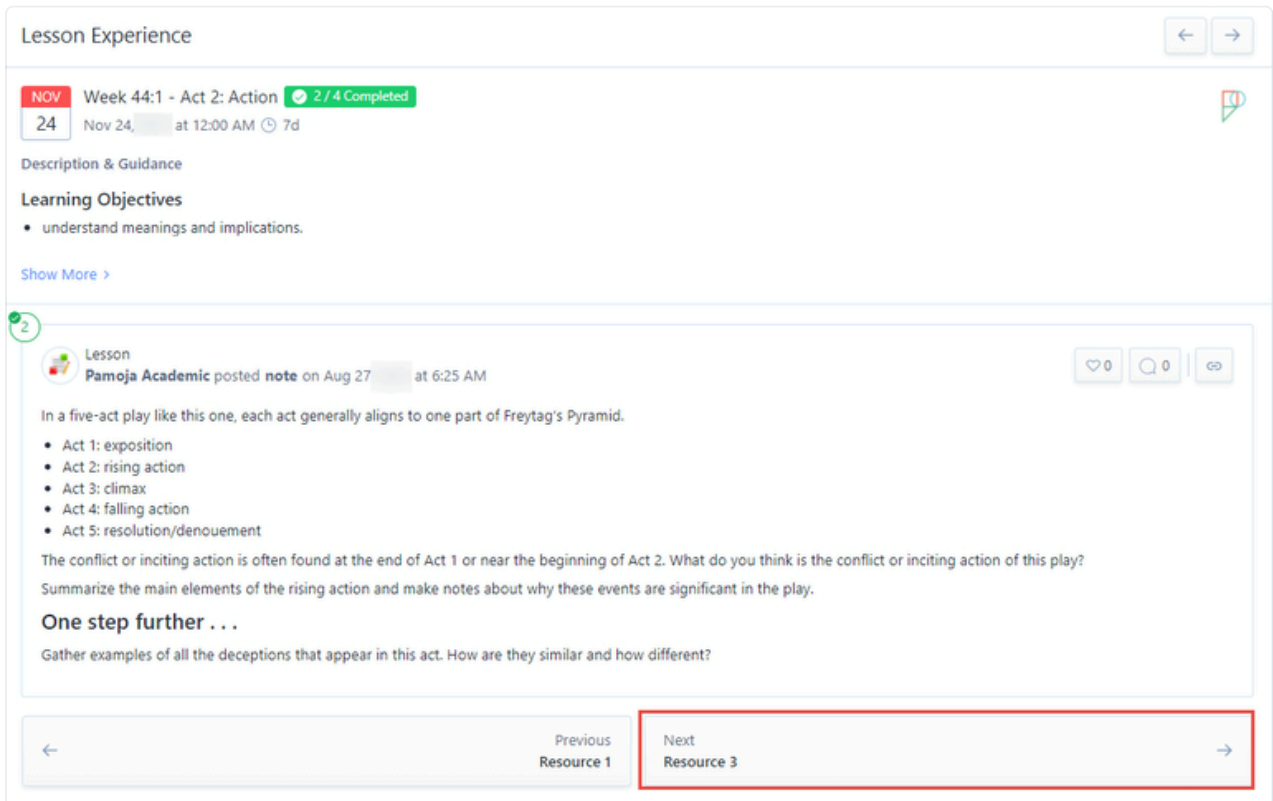 Lesson Experience
NOV
24
Week 44:1 - Act 2: Action
2 / 4 Completed
Nov 24, at 12:00 AM 7d
Description & Guidance
Learning Objectives
• understand meanings and implications.
Show More >
2
Lesson
Pamoja Academic posted note on Aug 27 at 6:25 AM
0
0
In a five-act play like this one, each act generally aligns to one part of Freytag's Pyramid.
• Act 1: exposition
• Act 2: rising action
• Act 3: climax
• Act 4: falling action
• Act 5: resolution/denouement
The conflict or inciting action is often found at the end of Act 1 or near the beginning of Act 2. What do you think is the conflict or inciting action of this play?
Summarize the main elements of the rising action and make notes about why these events are significant in the play.
One step further . . .
Gather examples of all the deceptions that appear in this act. How are they similar and how different?
Previous
Resource 1
Next
Resource 3